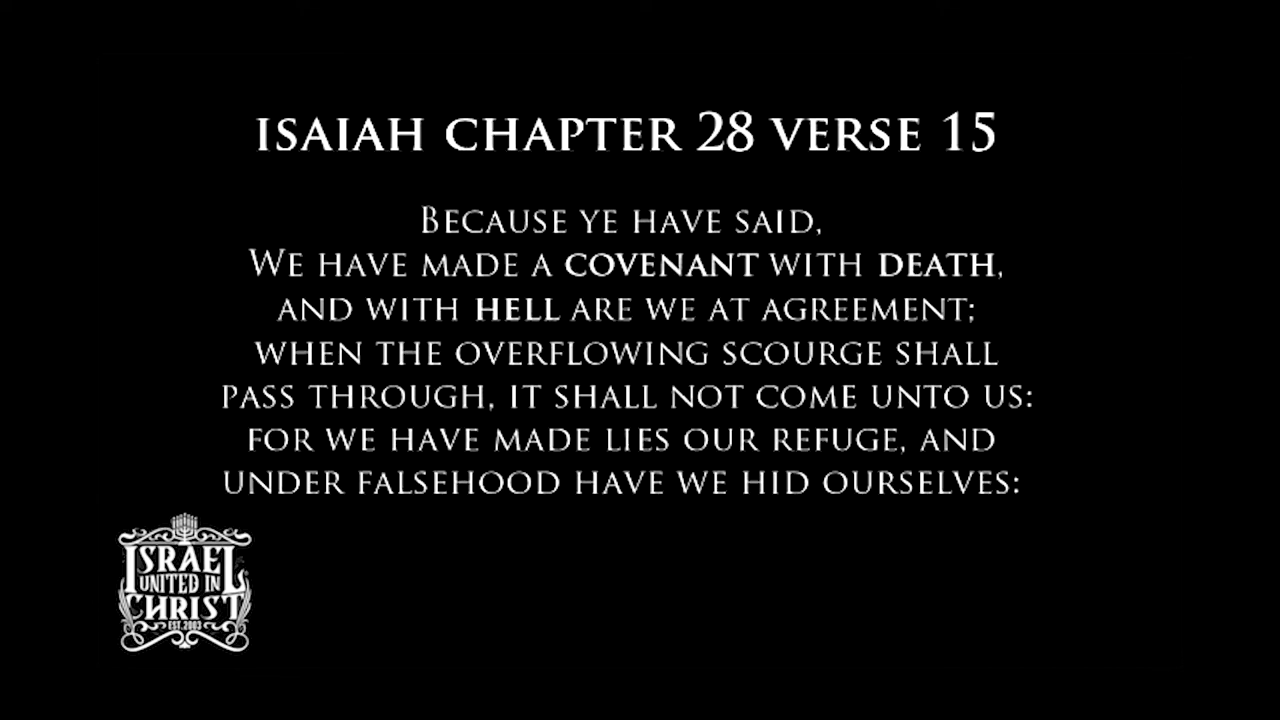 ISAIAH CHAPTER 28 VERSE 15
BECAUSE YE HAVE SAID,
WE HAVE MADE A COVENANT WITH DEATH,
AND WITH HELL ARE WE AT AGREEMENT;
WHEN THE OVERFLOWING SCOURGE SHALL
PASS THROUGH, IT SHALL NOT COME UNTO US:
FOR WE HAVE MADE LIES OUR REFUGE, AND
UNDER FALSEHOOD HAVE WE HID OURSELVES:
ISRAEL
UNITED IN
CHRIST
EST. 2003